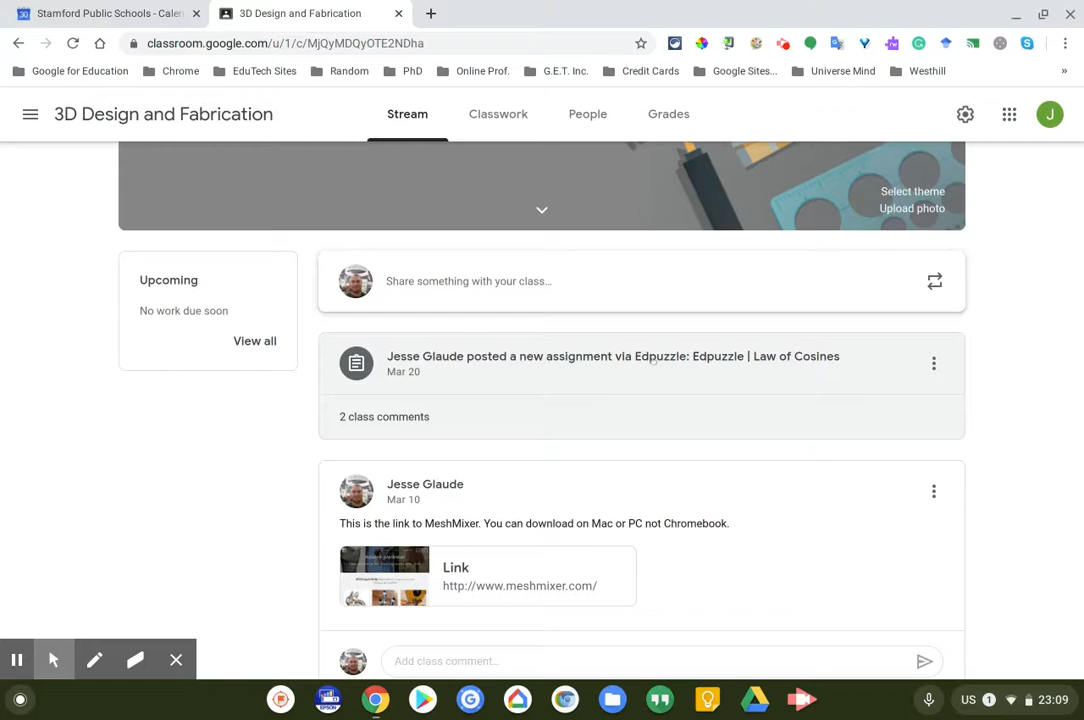 Stamford Public Schools - Calen
3D Design and Fabrication
classroom.google.com/u/1/c/MjQyMDQyOTE2NDha
Google for Education
Chrome
EduTech Sites
Random
PhD
Online Prof.
G.E.T. Inc.
Credit Cards
Google Sites...
Universe Mind
Westhill
»
3D Design and Fabrication
Stream
Classwork
People
Grades
J
Select theme
Upload photo
Upcoming
No work due soon
View all
Share something with your class...
Jesse Glaude posted a new assignment via Edpuzzle: Edpuzzle | Law of Cosines
Mar 20
2 class comments
Jesse Glaude
Mar 10
This is the link to MeshMixer. You can download on Mac or PC not Chromebook.
Link
http://www.meshmixer.com/
Add class comment...
EPSON
US
1
23:09